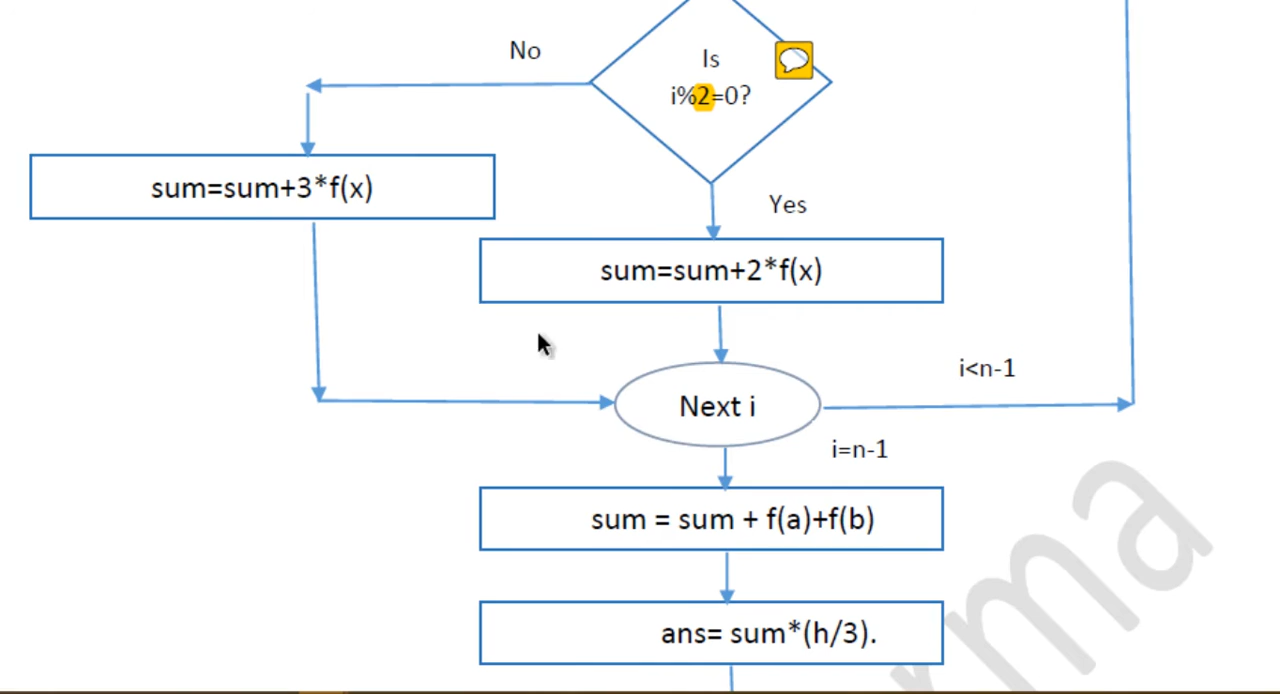 No
Is
i%2=0?
sum=sum+3*f(x)
Yes
sum=sum+2*f(x)
i<n-1
Next i
i=n-1
sum = sum + f(a)+f(b)
ans= sum*(h/3).
rma